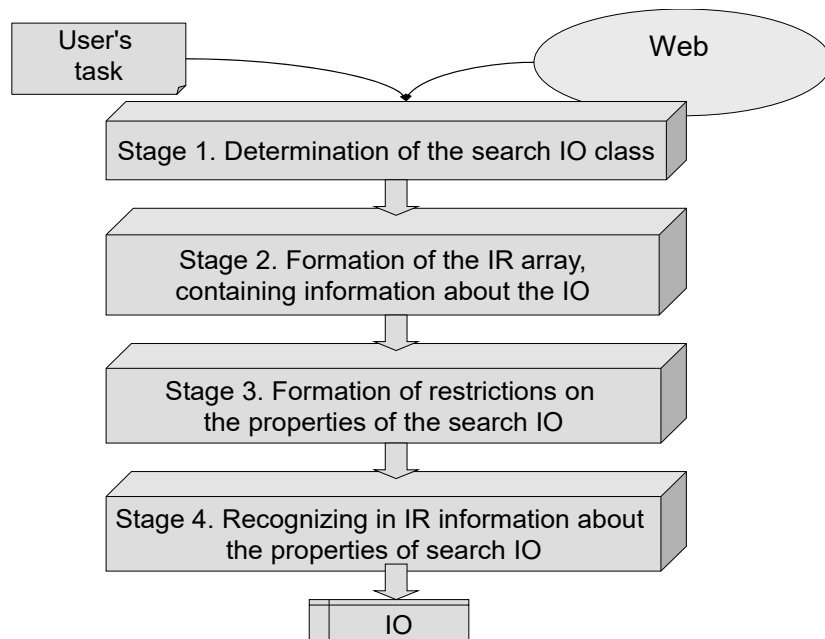 User's
task
Web
Stage 1. Determination of the search IO class
Stage 2. Formation of the IR array,
containing information about the IO
Stage 3. Formation of restrictions on
the properties of the search IO
Stage 4. Recognizing in IR information about
the properties of search IO
IO